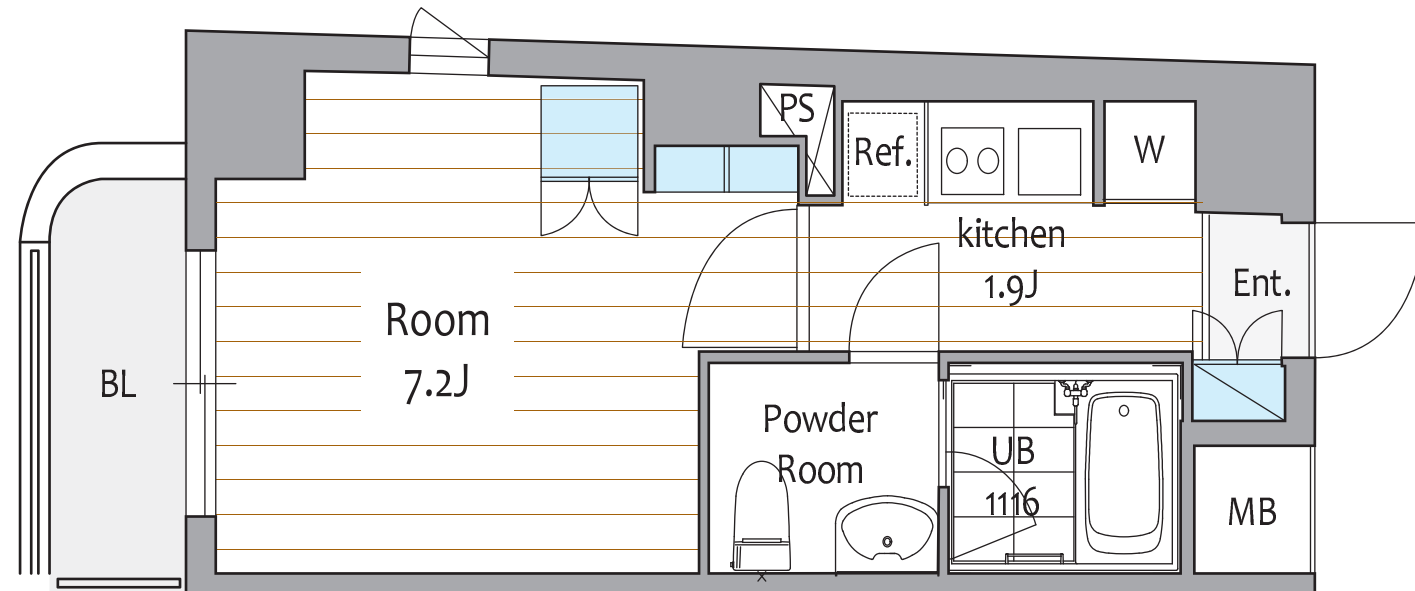 PS
Ref.
W
kitchen
1.9J
Ent.
Room
7.2J
BL
Powder
Room
UB
1116
MB